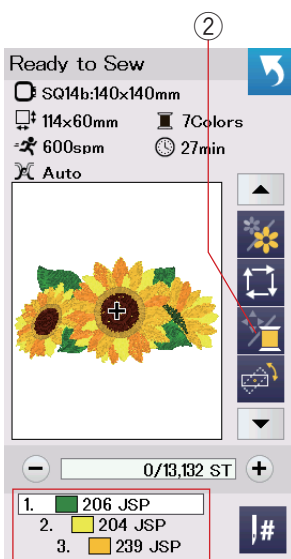 ②
Ready to Sew
SQ14b:140x140mm
114x60mm 7Colors
600spm 27min
Auto
− 0/13,132 ST +
1. 206 JSP
2. 204 JSP
3. 239 JSP
#